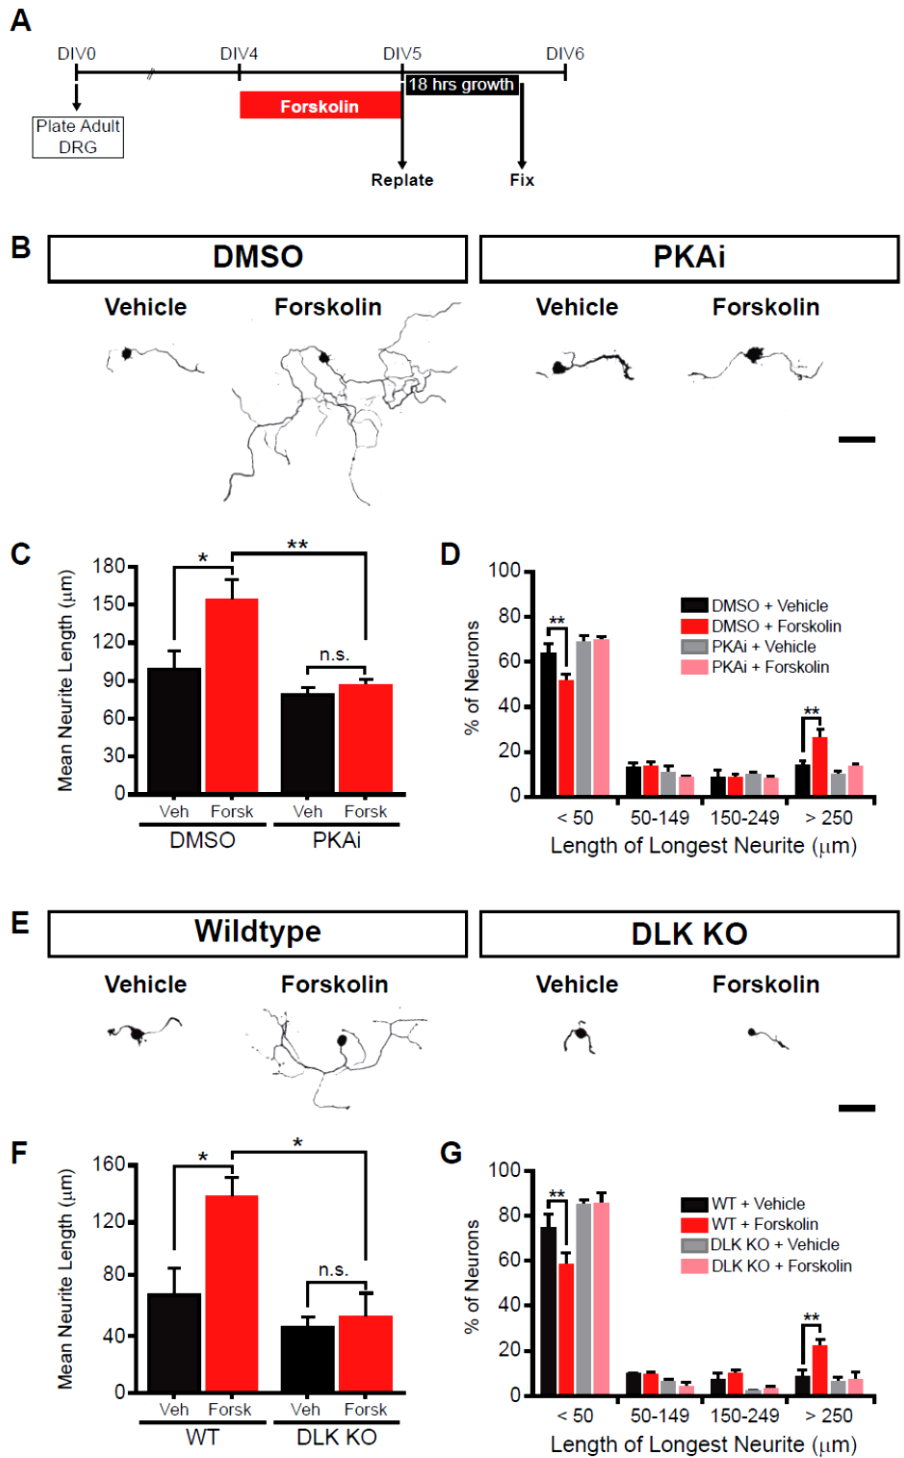 A
DIV0 DIV4 DIV5 DIV6
18 hrs growth
Forskolin
Plate Adult
DRG
Replate Fix
B
DMSO PKAi
Vehicle Forskolin Vehicle Forskolin
C
Mean Neurite Length (μm)
180
150
120
90
60
30
0
* **
n.s.
Veh Forsk Veh Forsk
DMSO PKAi
D
% of Neurons
100
80
60
40
20
0
** **
DMSO + Vehicle
DMSO + Forskolin
PKAi + Vehicle
PKAi + Forskolin
< 50 50-149 150-249 > 250
Length of Longest Neurite (μm)
E
Wildtype DLK KO
Vehicle Forskolin Vehicle Forskolin
F
Mean Neurite Length (μm)
160
120
80
40
0
* *
n.s.
Veh Forsk Veh Forsk
WT DLK KO
G
% of Neurons
100
80
60
40
20
0
** **
WT + Vehicle
WT + Forskolin
DLK KO + Vehicle
DLK KO + Forskolin
< 50 50-149 150-249 > 250
Length of Longest Neurite (μm)